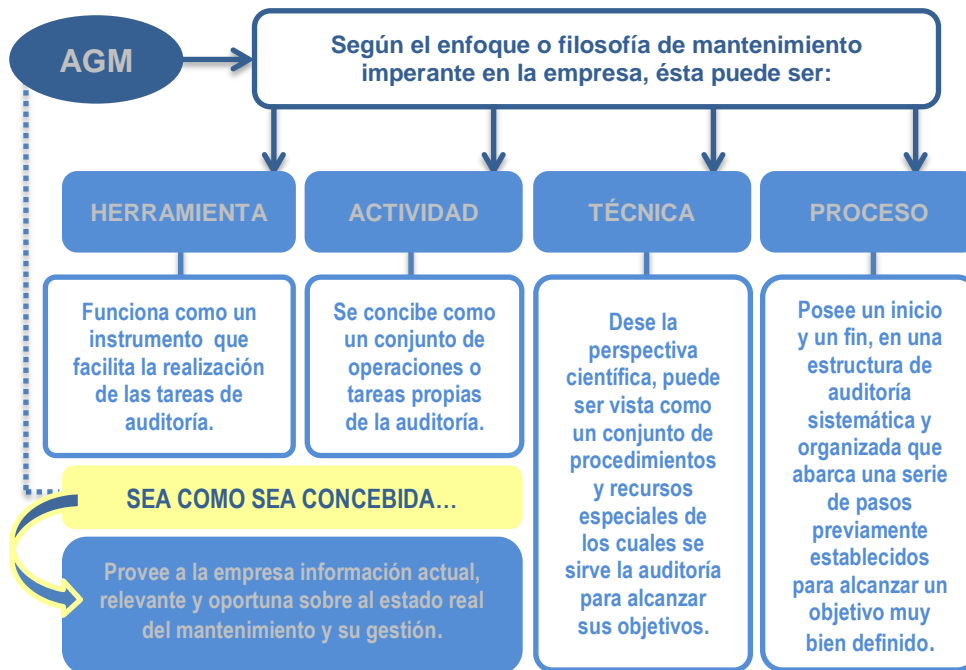 AGM
Según el enfoque o filosofía de mantenimiento
imperante en la empresa, ésta puede ser:
HERRAMIENTA
ACTIVIDAD
TÉCNICA
PROCESO
Funciona como un
instrumento que
facilita la realización
de las tareas de
auditoría.
Se concibe como
un conjunto de
operaciones o
tareas propias
de la auditoría.
Dese la
perspectiva
científica, puede
ser vista como
un conjunto de
procedimientos
y recursos
especiales de
los cuales se
sirve la auditoría
para alcanzar
sus objetivos.
Posee un inicio
y un fin, en una
estructura de
auditoría
sistemática y
organizada que
abarca una serie
de pasos
previamente
establecidos
para alcanzar un
objetivo muy
bien definido.
SEA COMO SEA CONCEBIDA…
Provee a la empresa información actual,
relevante y oportuna sobre al estado real
del mantenimiento y su gestión.